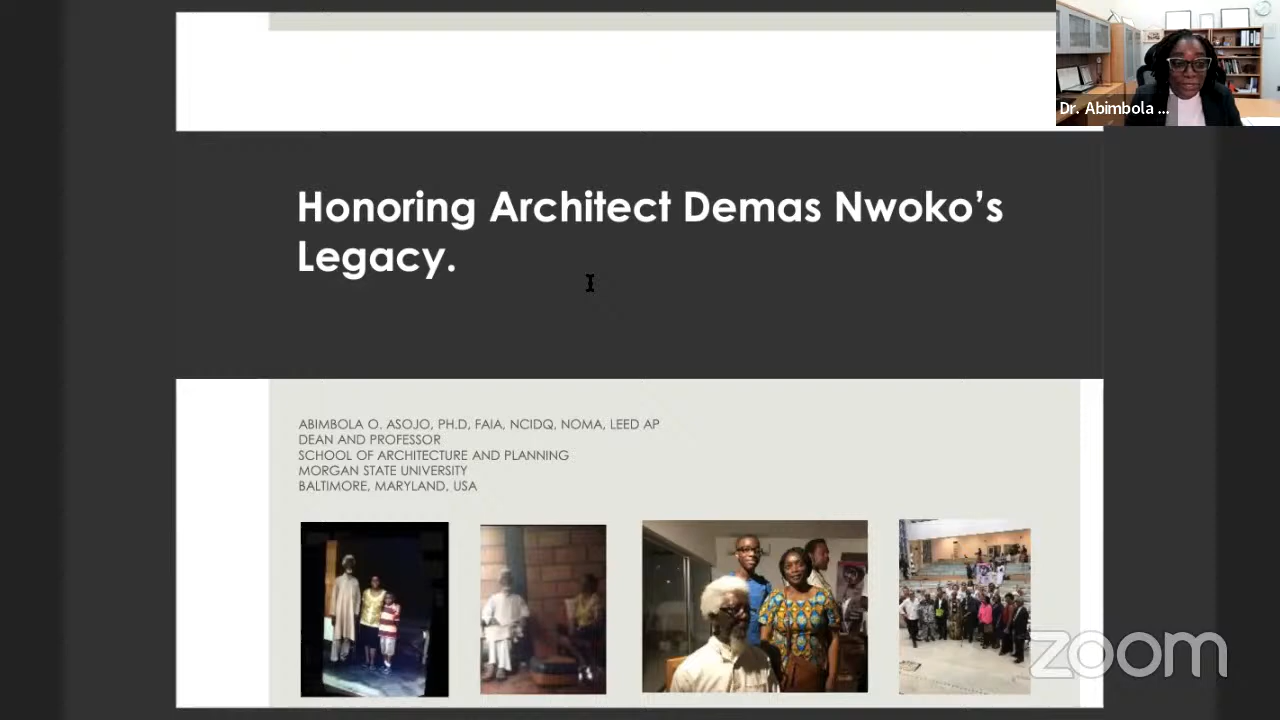 Dr. Abimbola ...
Honoring Architect Demas Nwoko's
Legacy.
ABIMBOLA O. ASOJO, PH.D, FAIA, NCIDQ, NOMA, LEED AP
DEAN AND PROFESSOR
SCHOOL OF ARCHITECTURE AND PLANNING
MORGAN STATE UNIVERSITY
BALTIMORE, MARYLAND, USA
zoom